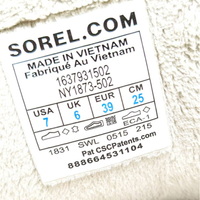 SOREL.COM
MADE IN VIETNAM
Fabriqué Au Vietnam
1637931502
NY1873-502
USA UK EUR CM
7 6 39 25
ECA-1
1831 SWL 0515 215
Pat CSCPatents.com
888664531104